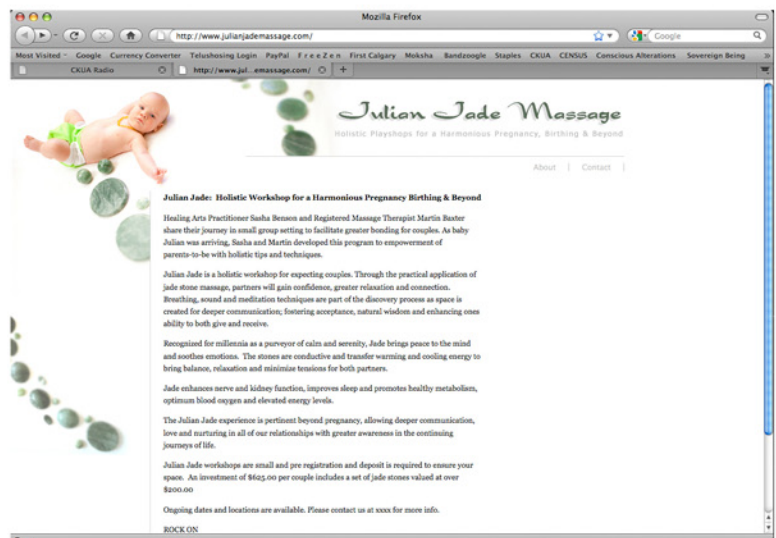 Mozilla Firefox
http://www.julianjademassage.com/
Google
Most Visited Google Currency Converter Telushosting Login PayPal F r e e Z e n First Calgary Moksha Bandzoogle Staples CKUA CENSUS Conscious Alterations Sovereign Being »
CKUA Radio http://www.jul...emassage.com/ +
Julian Jade Massage
Holistic Playshops for a Harmonious Pregnancy, Birthing & Beyond
About | Contact |
Julian Jade: Holistic Workshop for a Harmonious Pregnancy Birthing & Beyond
Healing Arts Practitioner Sasha Benson and Registered Massage Therapist Martin Baxter
share their journey in small group setting to facilitate greater bonding for couples. As baby
Julian was arriving, Sasha and Martin developed this program to empowerment of
parents-to-be with holistic tips and techniques.
Julian Jade is a holistic workshop for expecting couples. Through the practical application of
jade stone massage, partners will gain confidence, greater relaxation and connection.
Breathing, sound and meditation techniques are part of the discovery process as space is
created for deeper communication; fostering acceptance, natural wisdom and enhancing ones
ability to both give and receive.
Recognized for millennia as a purveyor of calm and serenity, Jade brings peace to the mind
and soothes emotions. The stones are conductive and transfer warming and cooling energy to
bring balance, relaxation and minimize tensions for both partners.
Jade enhances nerve and kidney function, improves sleep and promotes healthy metabolism,
optimum blood oxygen and elevated energy levels.
The Julian Jade experience is pertinent beyond pregnancy, allowing deeper communication,
love and nurturing in all of our relationships with greater awareness in the continuing
journeys of life.
Julian Jade workshops are small and pre registration and deposit is required to ensure your
space. An investment of $625.00 per couple includes a set of jade stones valued at over
$200.00
Ongoing dates and locations are available. Please contact us at xxxx for more info.
ROCK ON